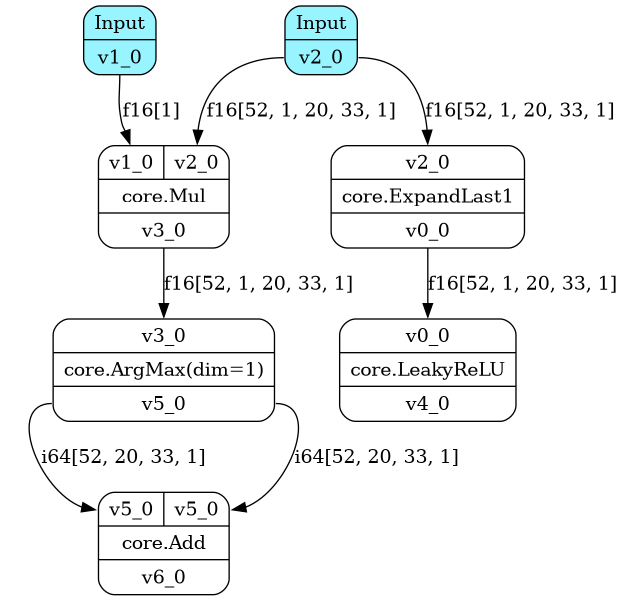 Input
v1_0
Input
v2_0
f16[1]
f16[52, 1, 20, 33, 1]
f16[52, 1, 20, 33, 1]
v1_0 v2_0
core.Mul
v3_0
v2_0
core.ExpandLast1
v0_0
f16[52, 1, 20, 33, 1]
f16[52, 1, 20, 33, 1]
v3_0
core.ArgMax(dim=1)
v5_0
v0_0
core.LeakyReLU
v4_0
i64[52, 20, 33, 1]
i64[52, 20, 33, 1]
v5_0 v5_0
core.Add
v6_0